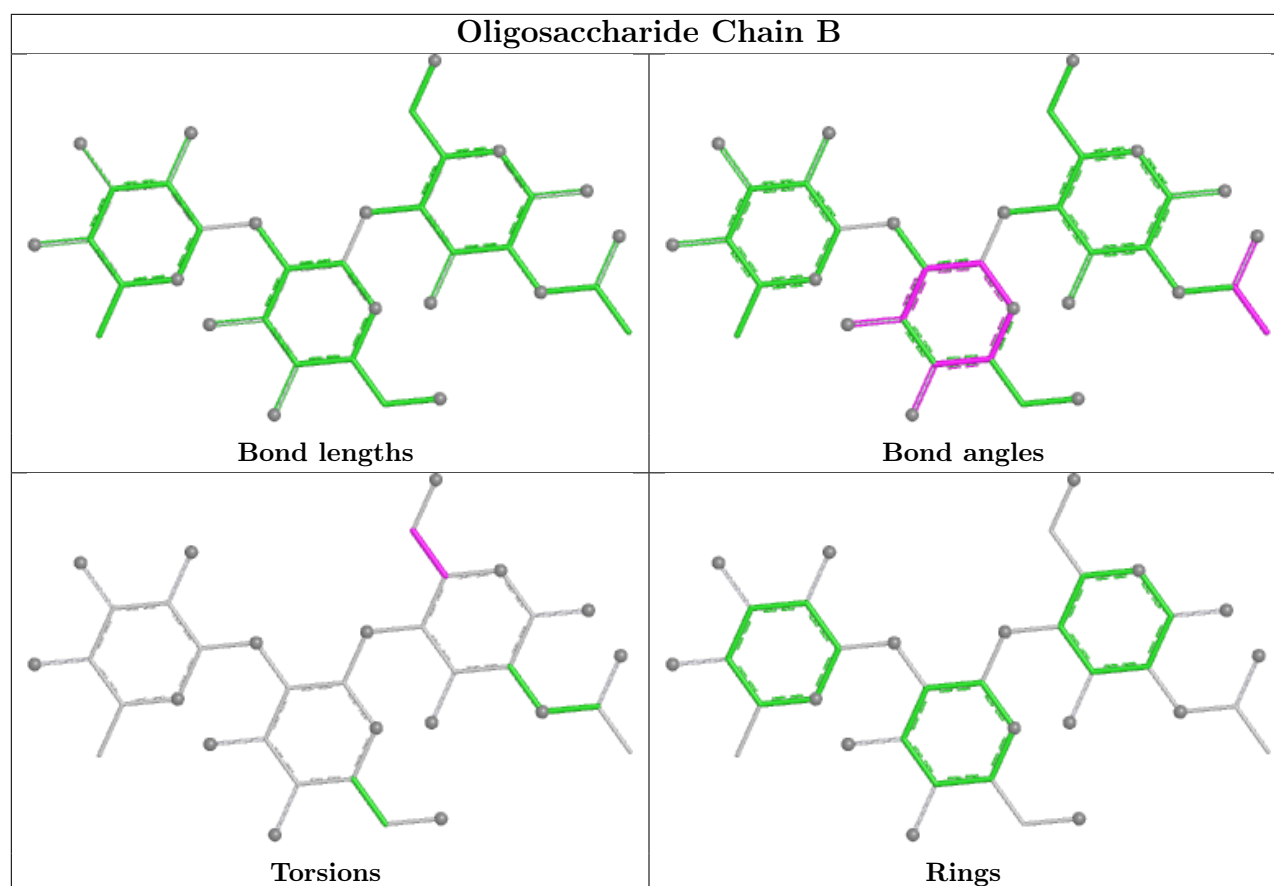 Oligosaccharide Chain B
Bond lengths
Bond angles
Torsions
Rings